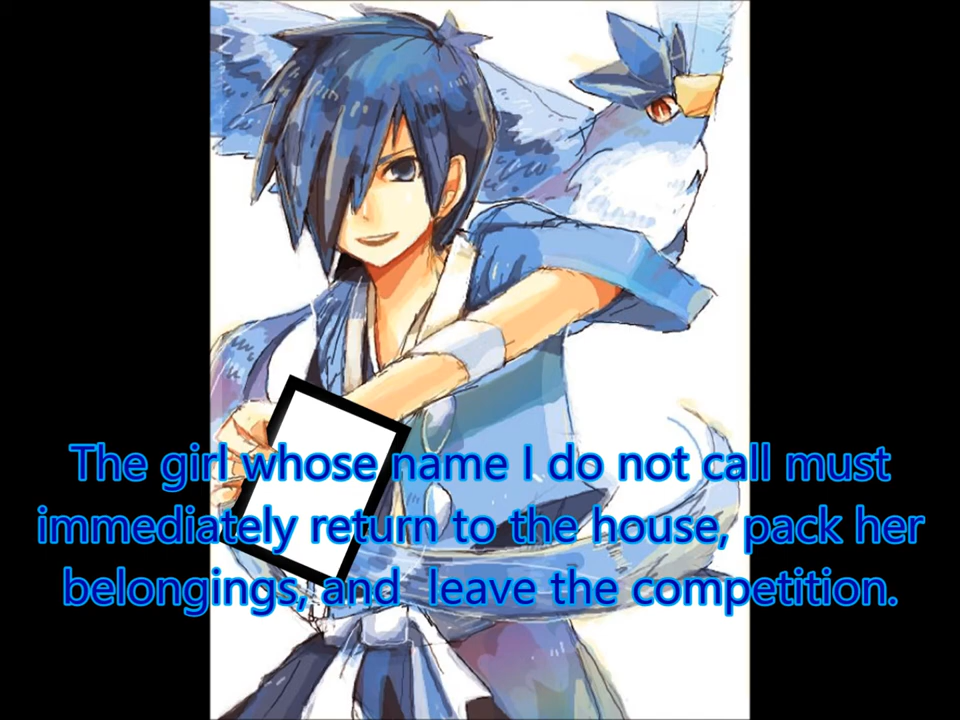 The girl whose name I do not call must
immediately return to the house, pack her
belongings, and  leave the competition.